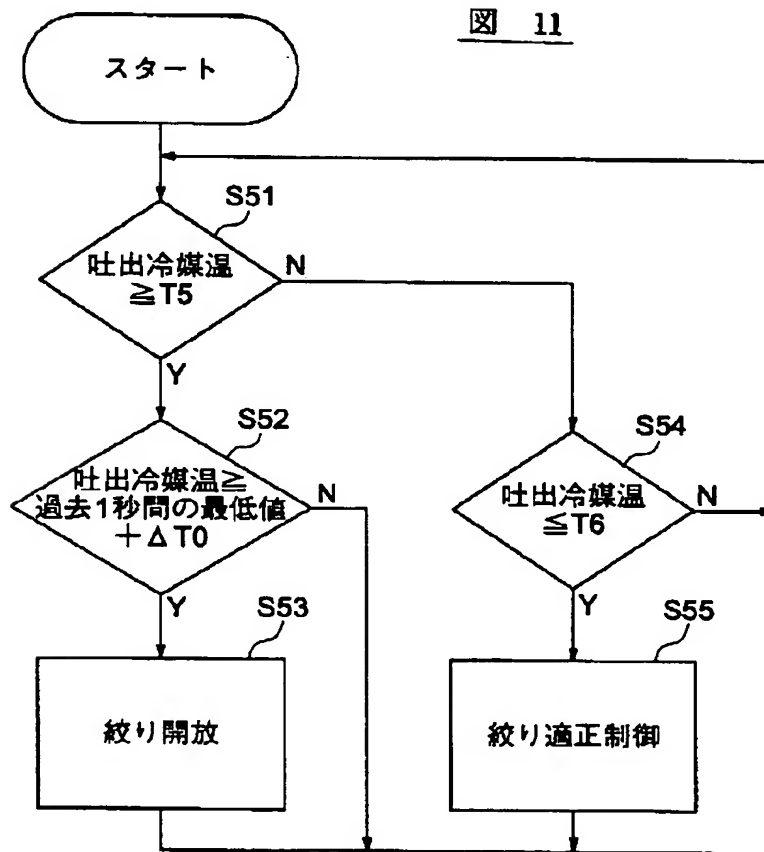 図 11
スタート
S51
吐出冷媒温
≧T5
N
Y
S52
吐出冷媒温≧
過去1秒間の最低値
+ΔT0
N
Y
S53
絞り開放
S54
吐出冷媒温
≦T6
N
Y
S55
絞り適正制御